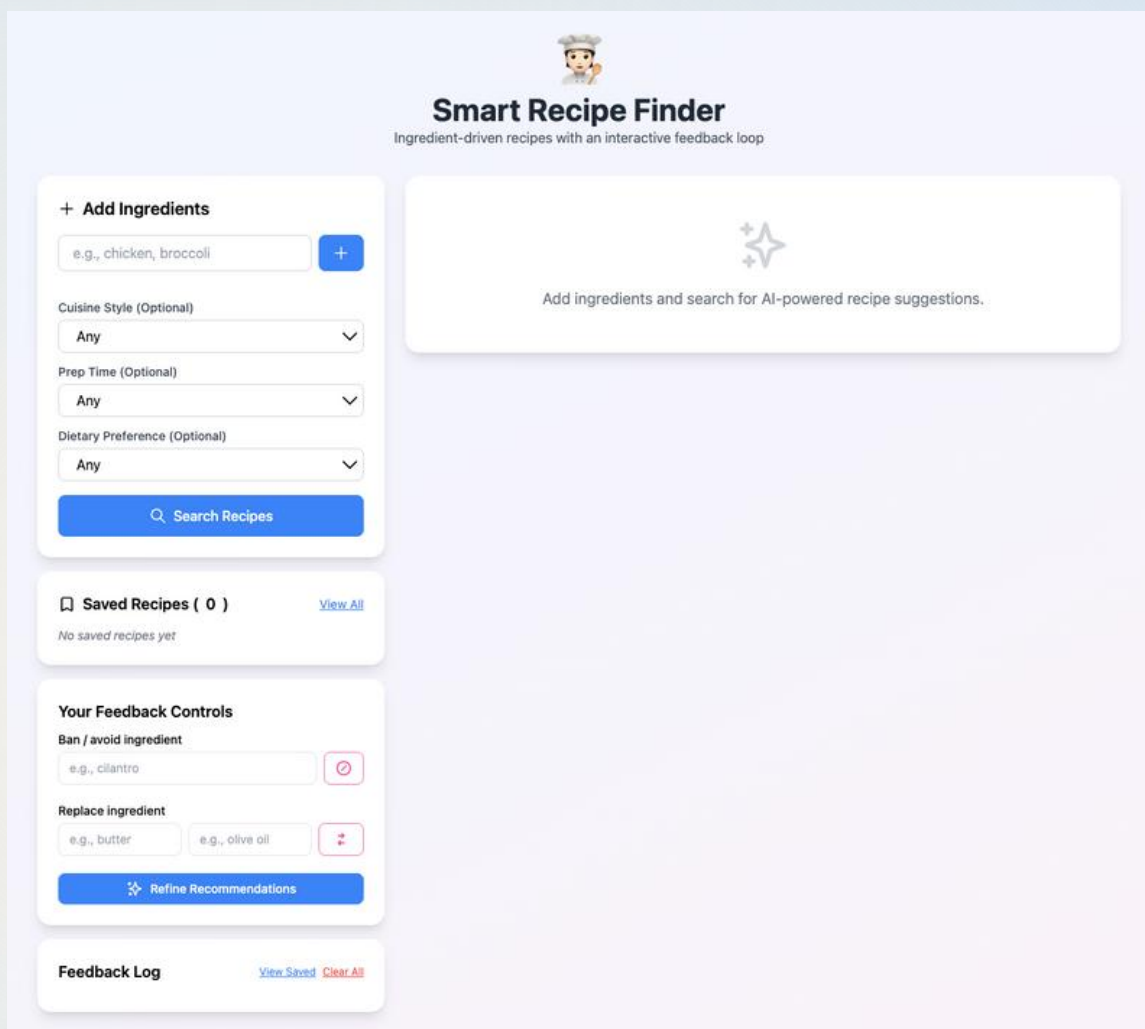 Smart Recipe Finder
Ingredient-driven recipes with an interactive feedback loop
Add Ingredients
e.g., chicken, broccoli
Cuisine Style (Optional)
Any
Prep Time (Optional)
Any
Dietary Preference (Optional)
Any
Search Recipes
Saved Recipes ( 0 ) View All
No saved recipes yet
Your Feedback Controls
Ban / avoid ingredient
e.g., cilantro
Replace ingredient
e.g., butter e.g., olive oil
Refine Recommendations
Feedback Log View Saved Clear All
Add ingredients and search for AI-powered recipe suggestions.